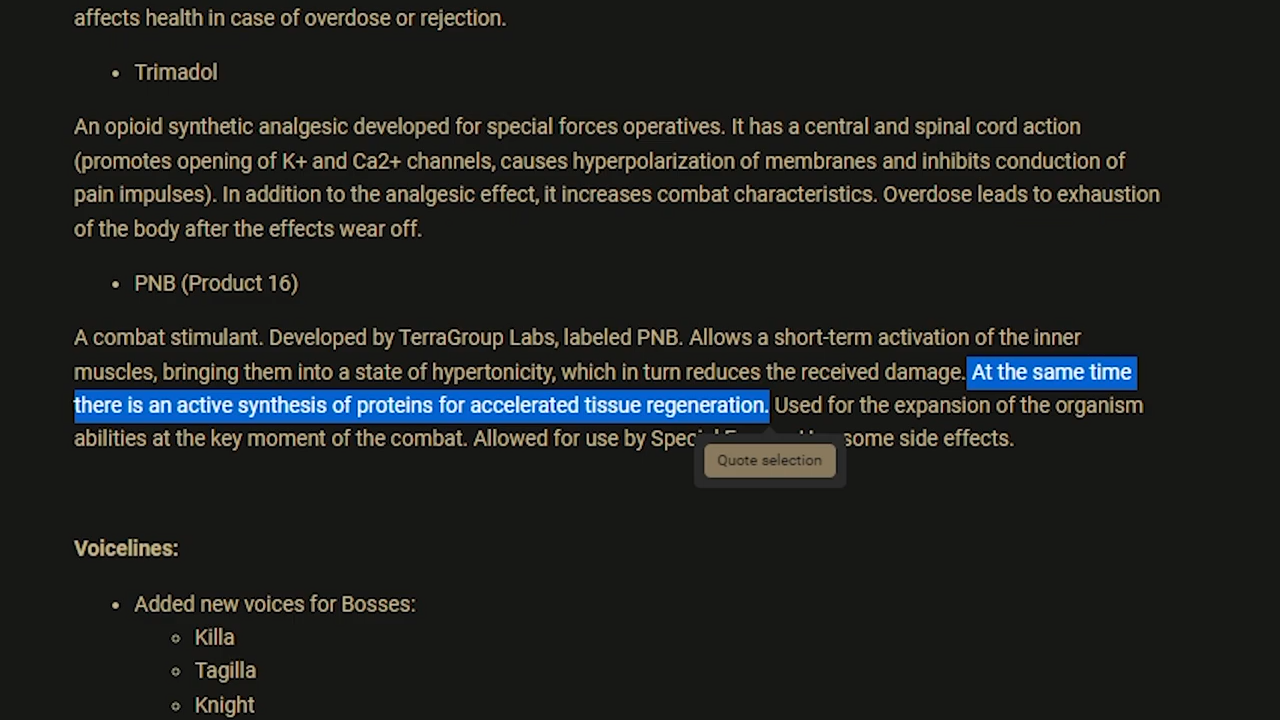 affects health in case of overdose or rejection.
• Trimadol
An opioid synthetic analgesic developed for special forces operatives. It has a central and spinal cord action
(promotes opening of K+ and Ca2+ channels, causes hyperpolarization of membranes and inhibits conduction of
pain impulses). In addition to the analgesic effect, it increases combat characteristics. Overdose leads to exhaustion
of the body after the effects wear off.
• PNB (Product 16)
A combat stimulant. Developed by TerraGroup Labs, labeled PNB. Allows a short-term activation of the inner
muscles, bringing them into a state of hypertonicity, which in turn reduces the received damage. At the same time
there is an active synthesis of proteins for accelerated tissue regeneration. Used for the expansion of the organism
abilities at the key moment of the combat. Allowed for use by some side effects.
Quote selection
Voicelines:
• Added new voices for Bosses:
◦ Killa
◦ Tagilla
◦ Knight